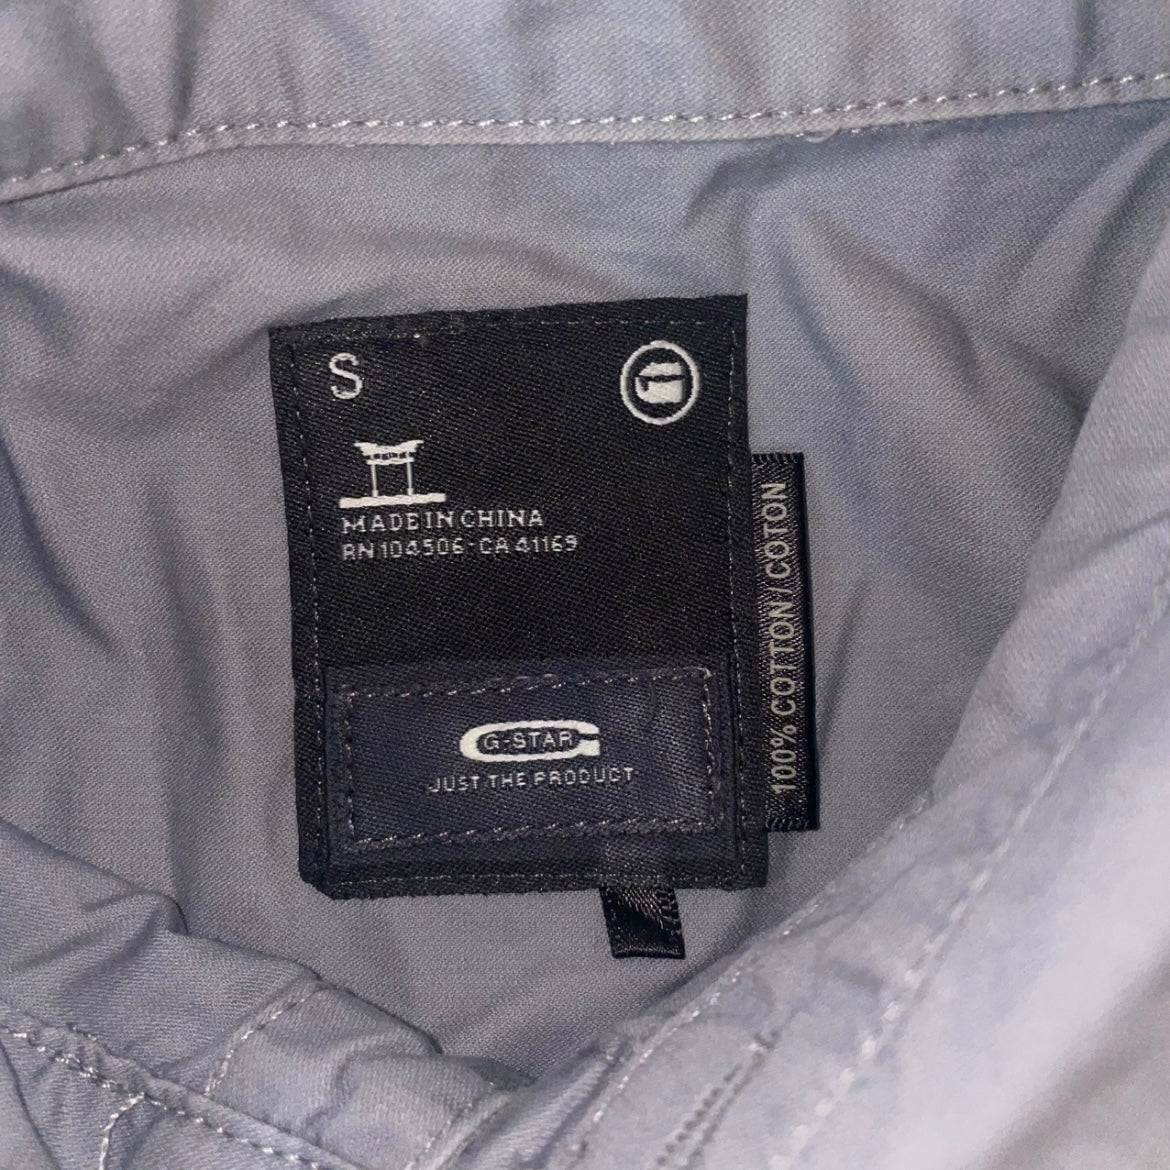 S
MADE IN CHINA
RN 104506 · CA 41169
G-STAR
JUST THE PRODUCT
100% COTTON / COTON